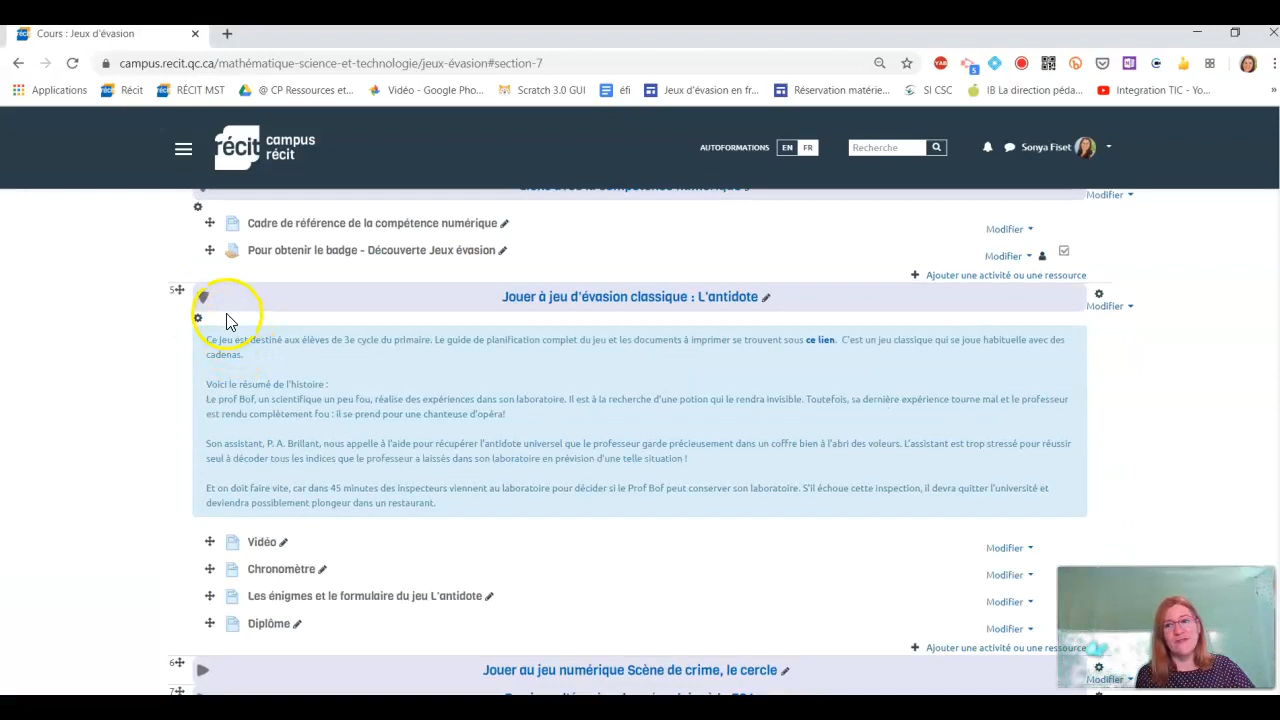 Cours : Jeux d'évasion
campus.recit.qc.ca/mathématique-science-et-technologie/jeux-évasion#section-7
YAB
5
Applications
Récit
RÉCIT MST
@ CP Ressources et...
Vidéo - Google Pho...
Scratch 3.0 GUI
éfi
Jeux d'évasion en fr...
Réservation matérie...
SI CSC
IB La direction péda...
Integration TIC - Yo...
»
récit campus
récit
AUTOFORMATIONS EN FR
Recherche
Sonya Fiset
Modifier
Cadre de référence de la compétence numérique
Modifier
Pour obtenir le badge - Découverte Jeux évasion
Modifier
Ajouter une activité ou une ressource
5
Jouer à jeu d'évasion classique : L'antidote
Modifier
Ce jeu est destiné aux élèves de 3e cycle du primaire. Le guide de planification complet du jeu et les documents à imprimer se trouvent sous ce lien. C'est un jeu classique qui se joue habituelle avec des
cadenas.
Voici le résumé de l'histoire :
Le prof Bof, un scientifique un peu fou, réalise des expériences dans son laboratoire. Il est à la recherche d'une potion qui le rendra invisible. Toutefois, sa dernière expérience tourne mal et le professeur
est rendu complètement fou : il se prend pour une chanteuse d'opéra!
Son assistant, P. A. Brillant, nous appelle à l'aide pour récupérer l'antidote universel que le professeur garde précieusement dans un coffre bien à l'abri des voleurs. L'assistant est trop stressé pour réussir
seul à décoder tous les indices que le professeur a laissés dans son laboratoire en prévision d'une telle situation !
Et on doit faire vite, car dans 45 minutes des inspecteurs viennent au laboratoire pour décider si le Prof Bof peut conserver son laboratoire. S'il échoue cette inspection, il devra quitter l'université et
deviendra possiblement plongeur dans un restaurant.
Vidéo
Modifier
Chronomètre
Modifier
Les énigmes et le formulaire du jeu L'antidote
Modifier
Diplôme
Modifier
Ajouter une activité ou une ressource
6
Jouer au jeu numérique Scène de crime, le cercle
Modifier
7